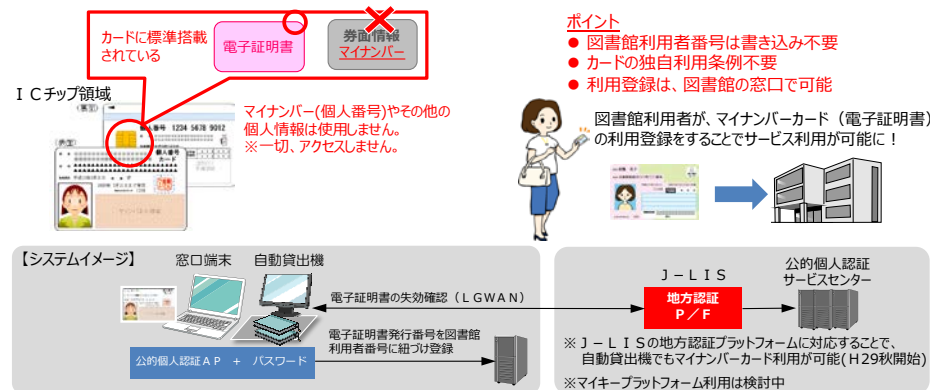 カードに標準搭載
されている
電子証明書
券面情報
マイナンバー
ＩＣチップ領域
個人番号 1234 5678 9012
個人番号
カード
マイナンバー(個人番号)やその他の
個人情報は使用しません。
※一切、アクセスしません。
ポイント
● 図書館利用者番号は書き込み不要
● カードの独自利用条例不要
● 利用登録は、図書館の窓口で可能
図書館利用者が、マイナンバーカード（電子証明書）
の利用登録をすることでサービス利用が可能に！
【システムイメージ】
窓口端末
自動貸出機
電子証明書の失効確認（ＬＧＷＡＮ）
電子証明書発行番号を図書館
利用者番号に紐づけ登録
公的個人認証ＡＰ ＋ パスワード
Ｊ－ＬＩＳ
地方認証
Ｐ／Ｆ
公的個人認証
サービスセンター
※Ｊ－ＬＩＳの地方認証プラットフォームに対応することで、
自動貸出機でもマイナンバーカード利用が可能(Ｈ29秋開始)
※マイキープラットフォーム利用は検討中